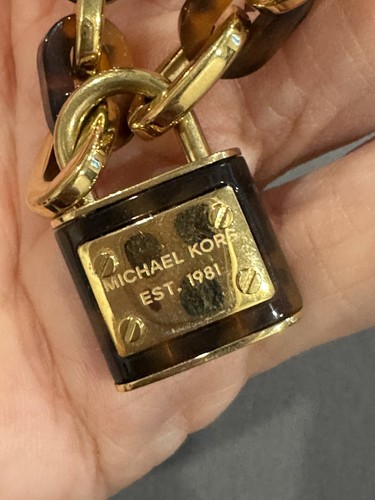 MICHAEL KORS
EST. 1981